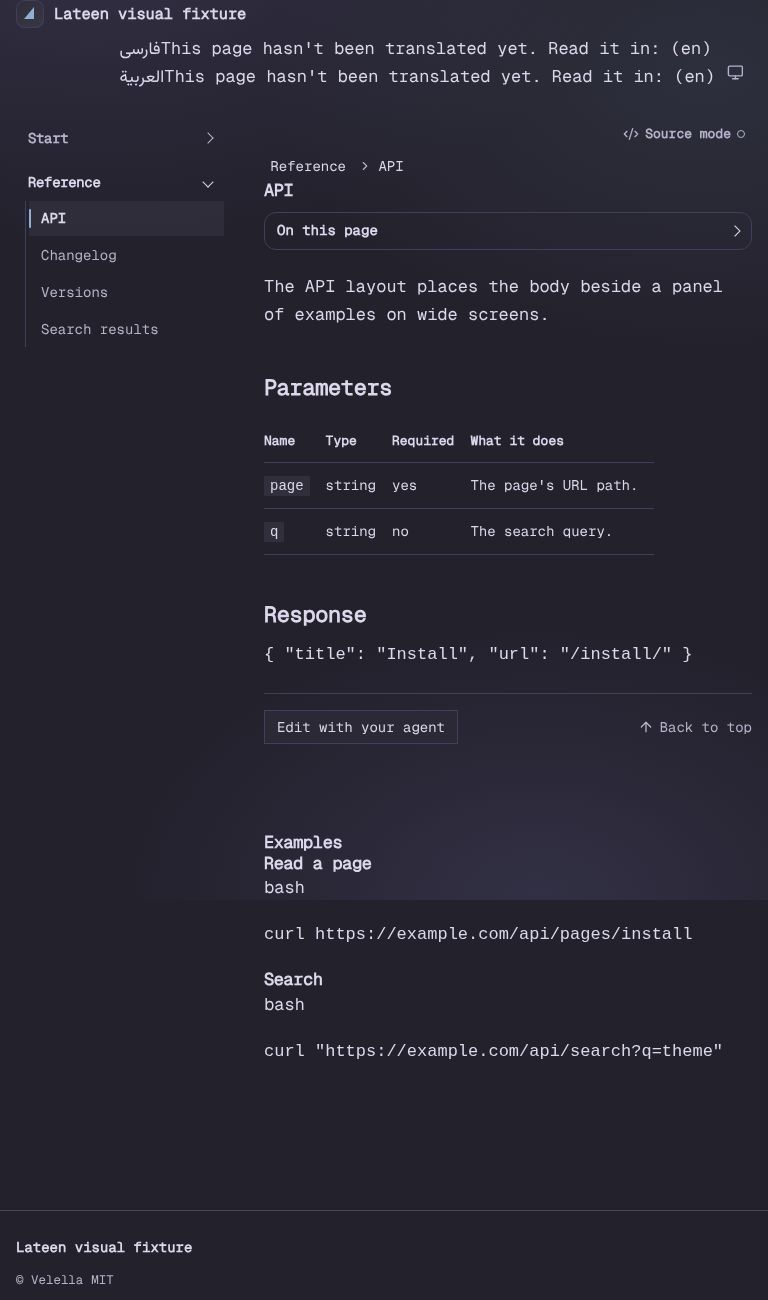 Lateen visual fixture
فارسیThis page hasn't been translated yet. Read it in: (en)
العربيةThis page hasn't been translated yet. Read it in: (en)
Start
Source mode
Reference
API
Changelog
Versions
Search results
Reference > API
API
On this page
The API layout places the body beside a panel
of examples on wide screens.
Parameters
Name Type Required What it does
page string yes The page's URL path.
q string no The search query.
Response
{ "title": "Install", "url": "/install/" }
Edit with your agent
↑ Back to top
Examples
Read a page
bash
curl https://example.com/api/pages/install
Search
bash
curl "https://example.com/api/search?q=theme"
Lateen visual fixture
© Velella MIT